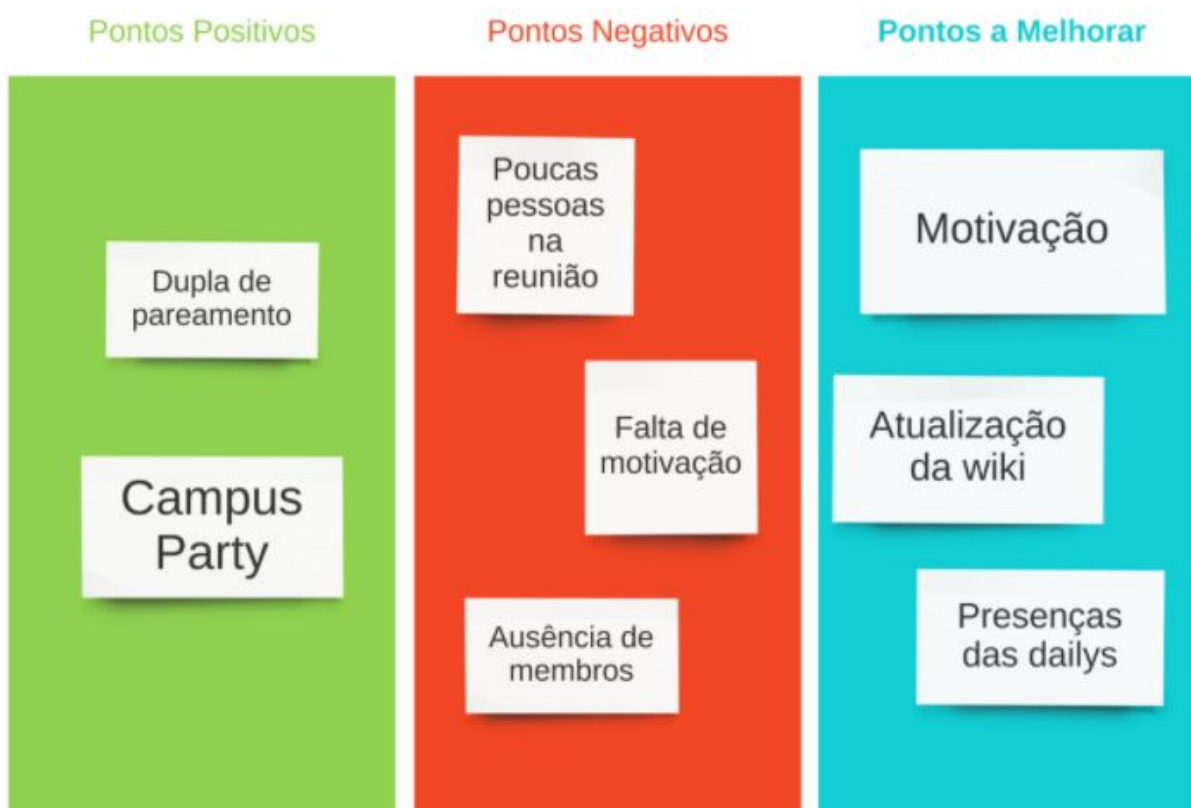 Pontos Positivos
Dupla de
pareamento
Campus
Party
Pontos Negativos
Poucas
pessoas
na
reunião
Falta de
motivação
Ausência de
membros
Pontos a Melhorar
Motivação
Atualização
da wiki
Presenças
das dailys